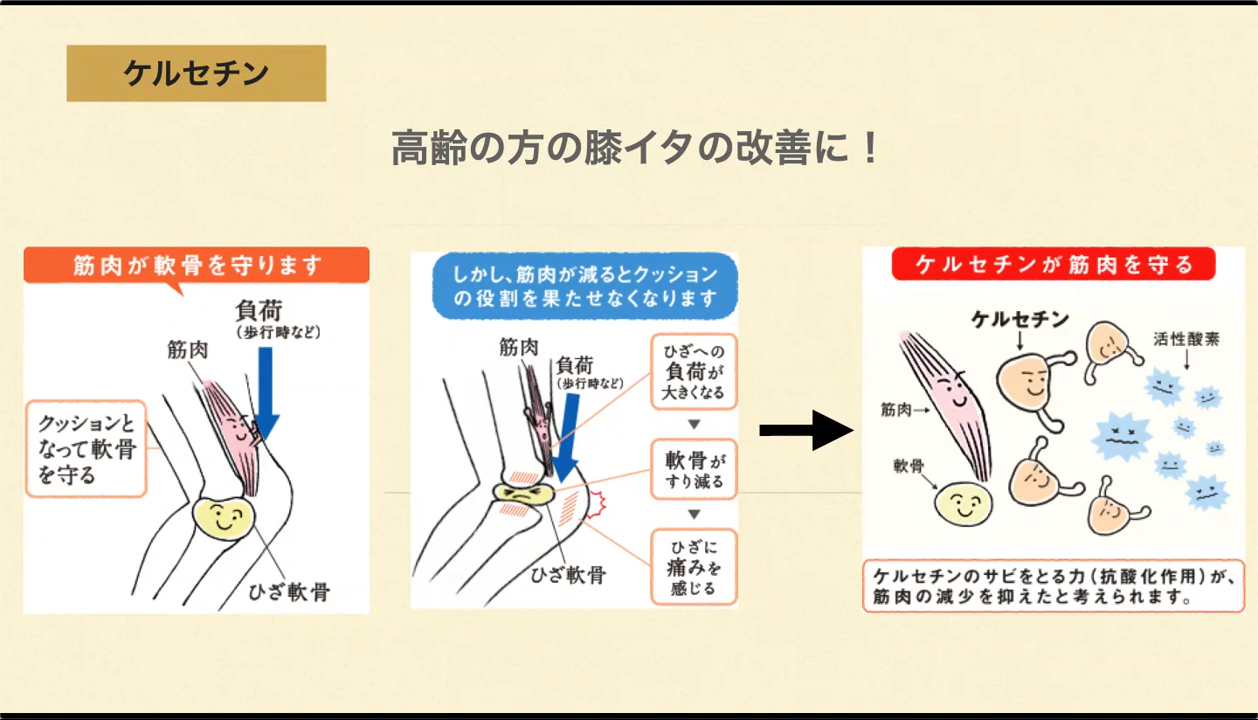 ケルセチン
高齢の方の膝イタの改善に！
筋肉が軟骨を守ります
負荷
（歩行時など）
筋肉
クッションと
なって軟骨
を守る
ひざ軟骨
しかし、筋肉が減るとクッション
の役割を果たせなくなります
筋肉
負荷
（歩行時など）
ひざへの
負荷が
大きくなる
▼
軟骨が
すり減る
▼
ひざに
痛みを
感じる
ひざ軟骨
ケルセチンが筋肉を守る
ケルセチン
活性酸素
筋肉
軟骨
ケルセチンのサビをとる力（抗酸化作用）が、
筋肉の減少を抑えたと考えられます。